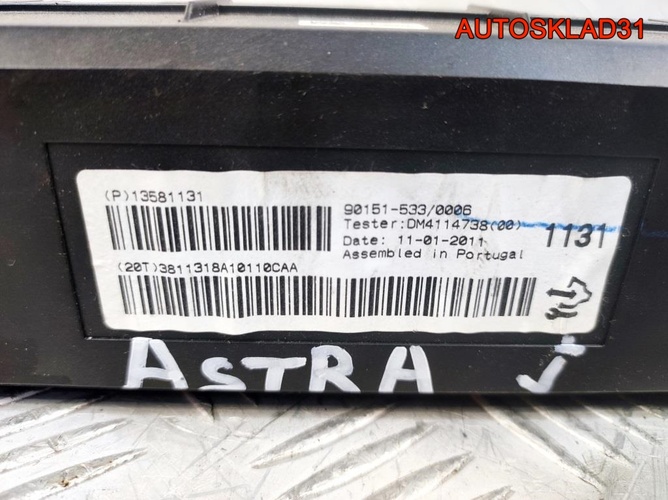 AUTOSKLAD31
(P)13581131
90151-533/0006
Tester:DM4114738(00)
Date: 11-01-2011
Assembled in Portugal
1131
(20T)3811318A10110CAA
ASTRA J